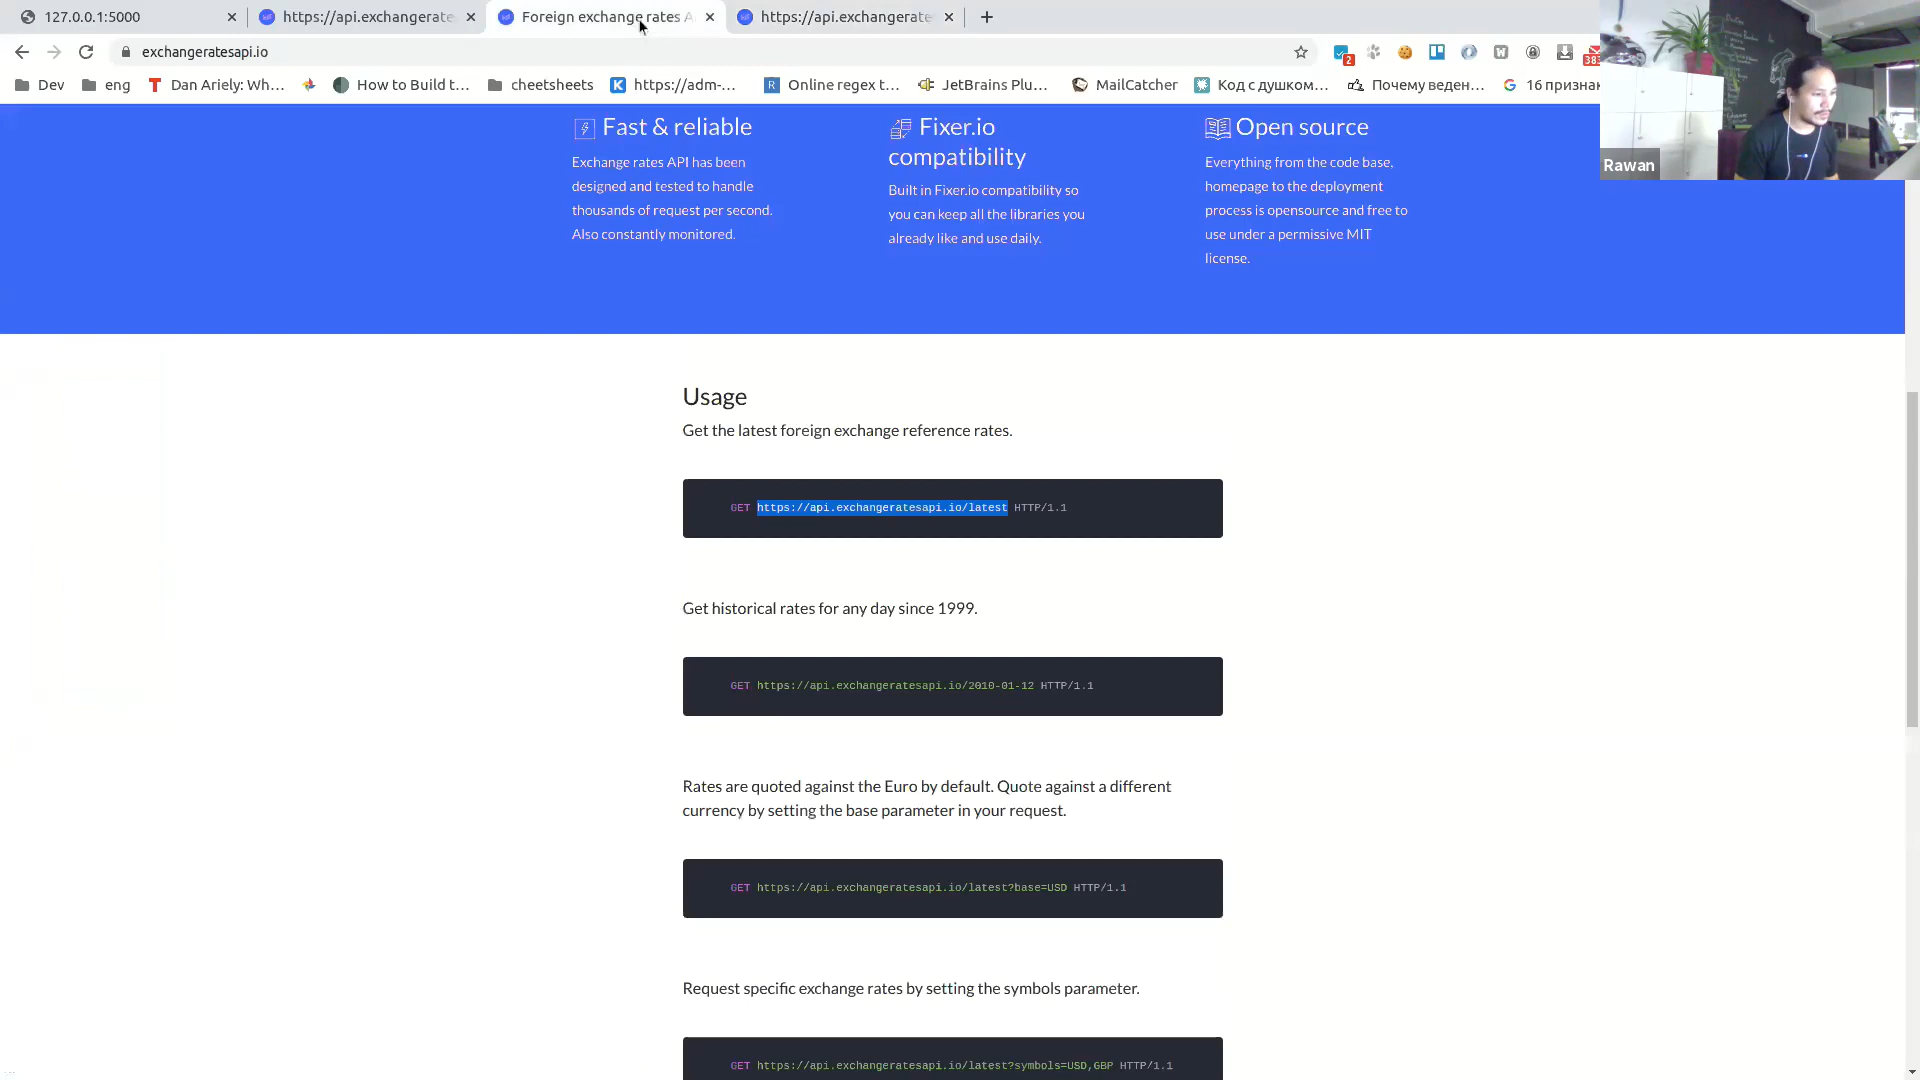 127.0.0.1:5000
https://api.exchangerate
Foreign exchange rates A
https://api.exchangerate
exchangeratesapi.io
2
383
Dev
eng
Dan Ariely: Wh...
How to Build t...
cheetsheets
https://adm-...
Online regex t...
JetBrains Plu...
MailCatcher
Код с душком...
Почему веден...
16 признак
Rawan
Fast & reliable
Exchange rates API has been
designed and tested to handle
thousands of request per second.
Also constantly monitored.
Fixer.io
compatibility
Built in Fixer.io compatibility so
you can keep all the libraries you
already like and use daily.
Open source
Everything from the code base,
homepage to the deployment
process is opensource and free to
use under a permissive MIT
license.
Usage
Get the latest foreign exchange reference rates.
GET https://api.exchangeratesapi.io/latest HTTP/1.1
Get historical rates for any day since 1999.
GET https://api.exchangeratesapi.io/2010-01-12 HTTP/1.1
Rates are quoted against the Euro by default. Quote against a different
currency by setting the base parameter in your request.
GET https://api.exchangeratesapi.io/latest?base=USD HTTP/1.1
Request specific exchange rates by setting the symbols parameter.
GET https://api.exchangeratesapi.io/latest?symbols=USD,GBP HTTP/1.1